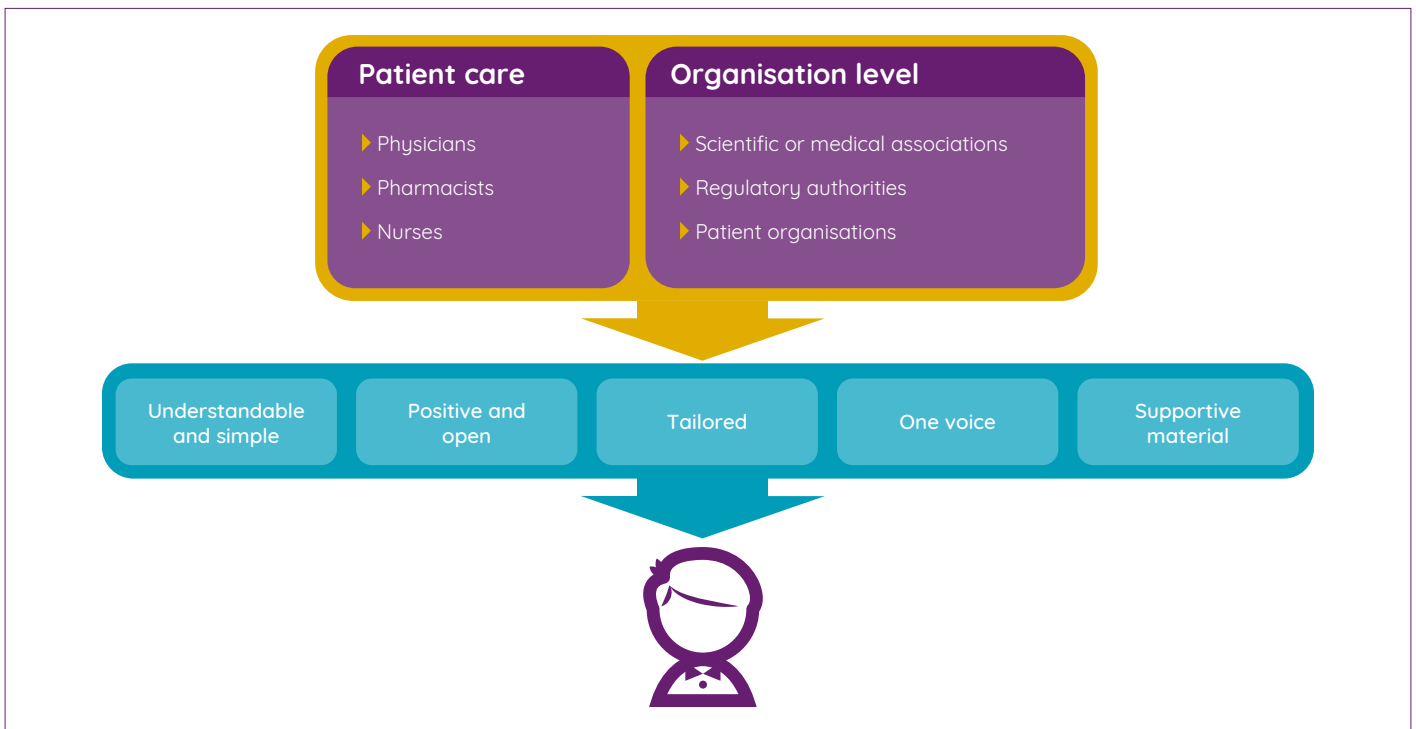 Patient care
Physicians
Pharmacists
Nurses
Organisation level
Scientific or medical associations
Regulatory authorities
Patient organisations
Understandable
and simple
Positive and
open
Tailored
One voice
Supportive
material